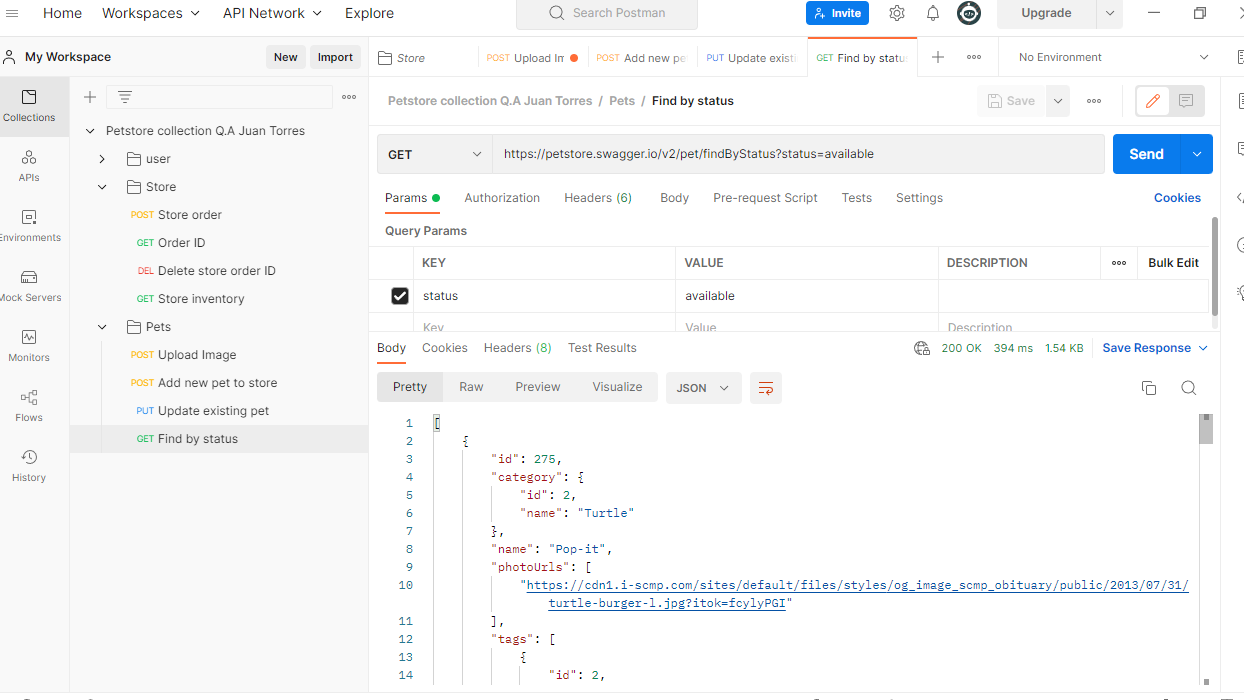 Home Workspaces API Network Explore Search Postman Invite Upgrade
My Workspace New Import
Store POST Upload Im POST Add new pe PUT Update exist GET Find by statu No Environment
Collections
APIs
Environments
Mock Servers
Monitors
Flows
History
Petstore collection Q.A Juan Torres
user
Store
POST Store order
GET Order ID
DEL Delete store order ID
GET Store inventory
Pets
POST Upload Image
POST Add new pet to store
PUT Update existing pet
GET Find by status
Petstore collection Q.A Juan Torres / Pets / Find by status Save
GET https://petstore.swagger.io/v2/pet/findByStatus?status=available Send
Params Authorization Headers (6) Body Pre-request Script Tests Settings Cookies
Query Params
KEY VALUE DESCRIPTION Bulk Edit
status available
Key Value Description
Body Cookies Headers (8) Test Results 200 OK 394 ms 1.54 KB Save Response
Pretty Raw Preview Visualize JSON
1 [
2 {
3 "id": 275,
4 "category": {
5 "id": 2,
6 "name": "Turtle"
7 },
8 "name": "Pop-it",
9 "photoUrls": [
10 "https://cdn1.i-scmp.com/sites/default/files/styles/og_image_scmp_obituary/public/2013/07/31/
turtle-burger-l.jpg?itok=fcylyPGI"
11 ],
12 "tags": [
13 {
14 "id": 2,